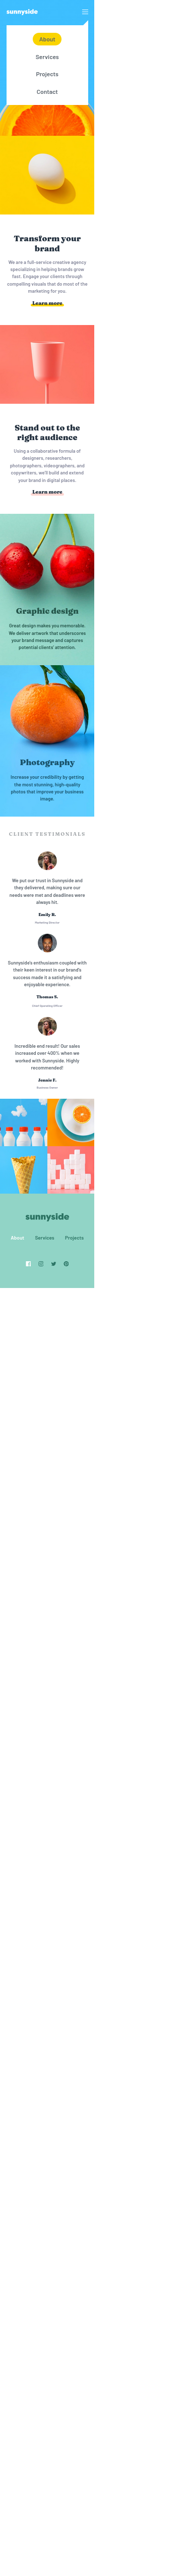 sunnyside
About
Services
Projects
Contact
Transform your
brand
We are a full-service creative agency
specializing in helping brands grow
fast. Engage your clients through
compelling visuals that do most of the
marketing for you.
Learn more
Stand out to the
right audience
Using a collaborative formula of
designers, researchers,
photographers, videographers, and
copywriters, we'll build and extend
your brand in digital places.
Learn more
Graphic design
Great design makes you memorable.
We deliver artwork that underscores
your brand message and captures
potential clients' attention.
Photography
Increase your credibility by getting
the most stunning, high-quality
photos that improve your business
image.
CLIENT TESTIMONIALS
We put our trust in Sunnyside and
they delivered, making sure our
needs were met and deadlines were
always hit.
Emily R.
Marketing Director
Sunnyside's enthusiasm coupled with
their keen interest in our brand's
success made it a satisfying and
enjoyable experience.
Thomas S.
Chief Operating Officer
Incredible end result! Our sales
increased over 400% when we
worked with Sunnyside. Highly
recommended!
Jennie F.
Business Owner
sunnyside
About Services Projects